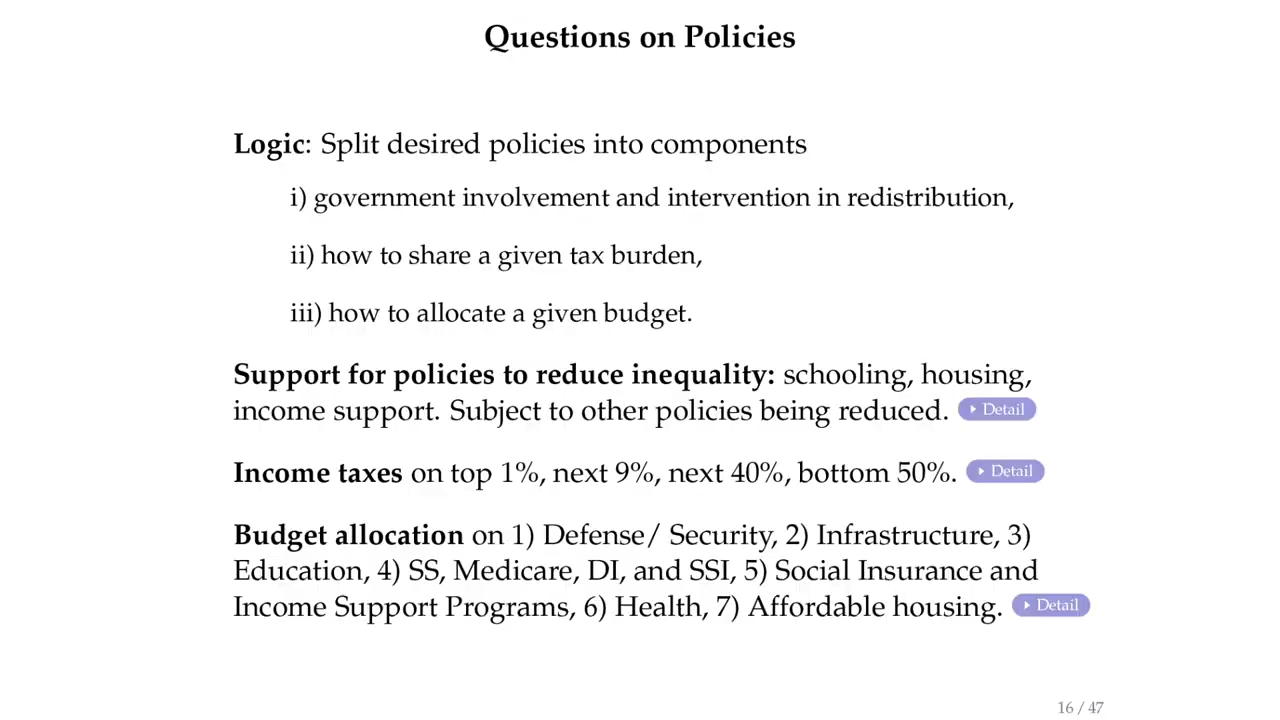 Questions on Policies
Logic: Split desired policies into components
i) government involvement and intervention in redistribution,
ii) how to share a given tax burden,
iii) how to allocate a given budget.
Support for policies to reduce inequality: schooling, housing,
income support. Subject to other policies being reduced. Detail
Income taxes on top 1%, next 9%, next 40%, bottom 50%. Detail
Budget allocation on 1) Defense/ Security, 2) Infrastructure, 3)
Education, 4) SS, Medicare, DI, and SSI, 5) Social Insurance and
Income Support Programs, 6) Health, 7) Affordable housing. Detail
16 / 47